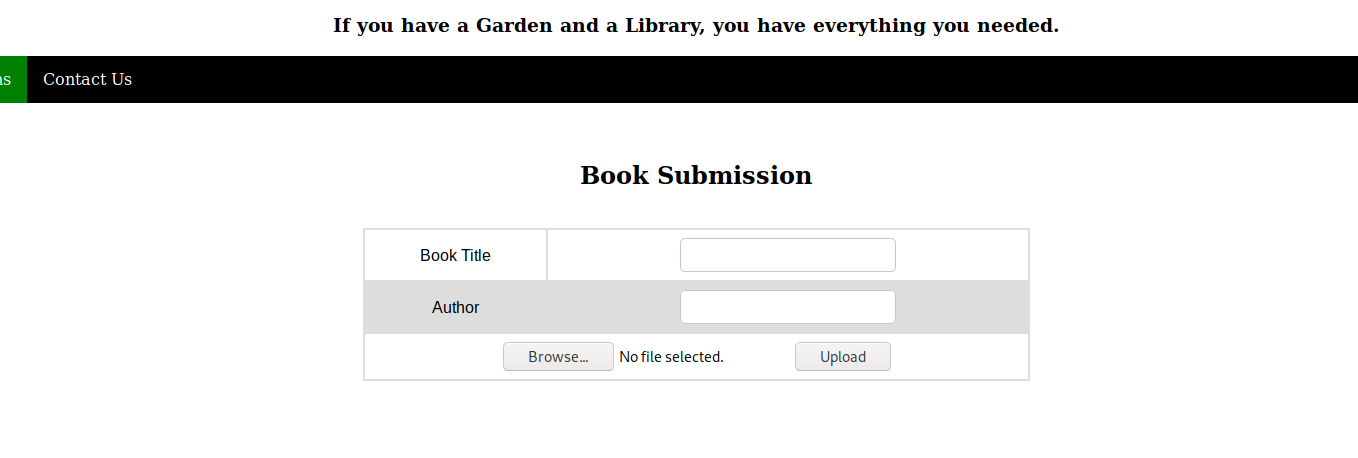 If you have a Garden and a Library, you have everything you needed.
Contact Us
Book Submission
Book Title
Author
Browse... No file selected. Upload